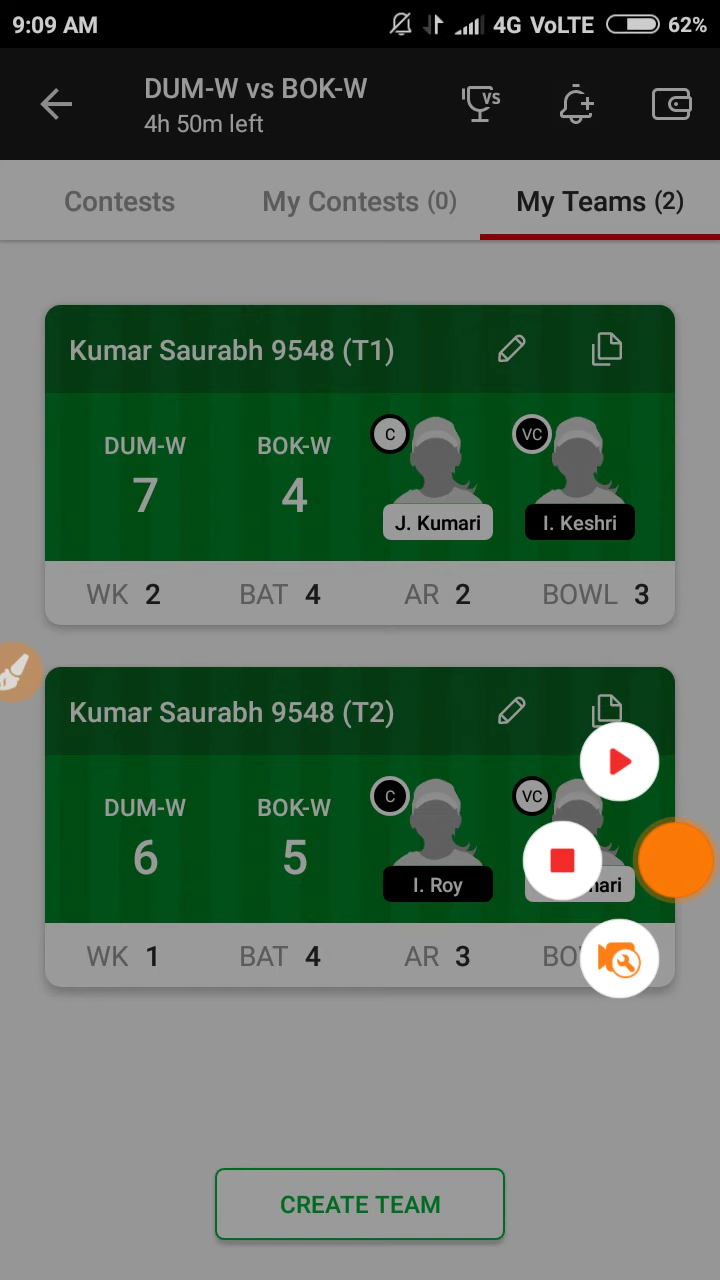 9:09 AM 4G VoLTE 62%
DUM-W vs BOK-W
4h 50m left
VS
Contests My Contests (0) My Teams (2)
Kumar Saurabh 9548 (T1)
DUM-W BOK-W C VC
7 4
J. Kumari I. Keshri
WK 2 BAT 4 AR 2 BOWL 3
Kumar Saurabh 9548 (T2)
DUM-W BOK-W C VC
6 5
I. Roy
WK 1 BAT 4 AR 3
CREATE TEAM